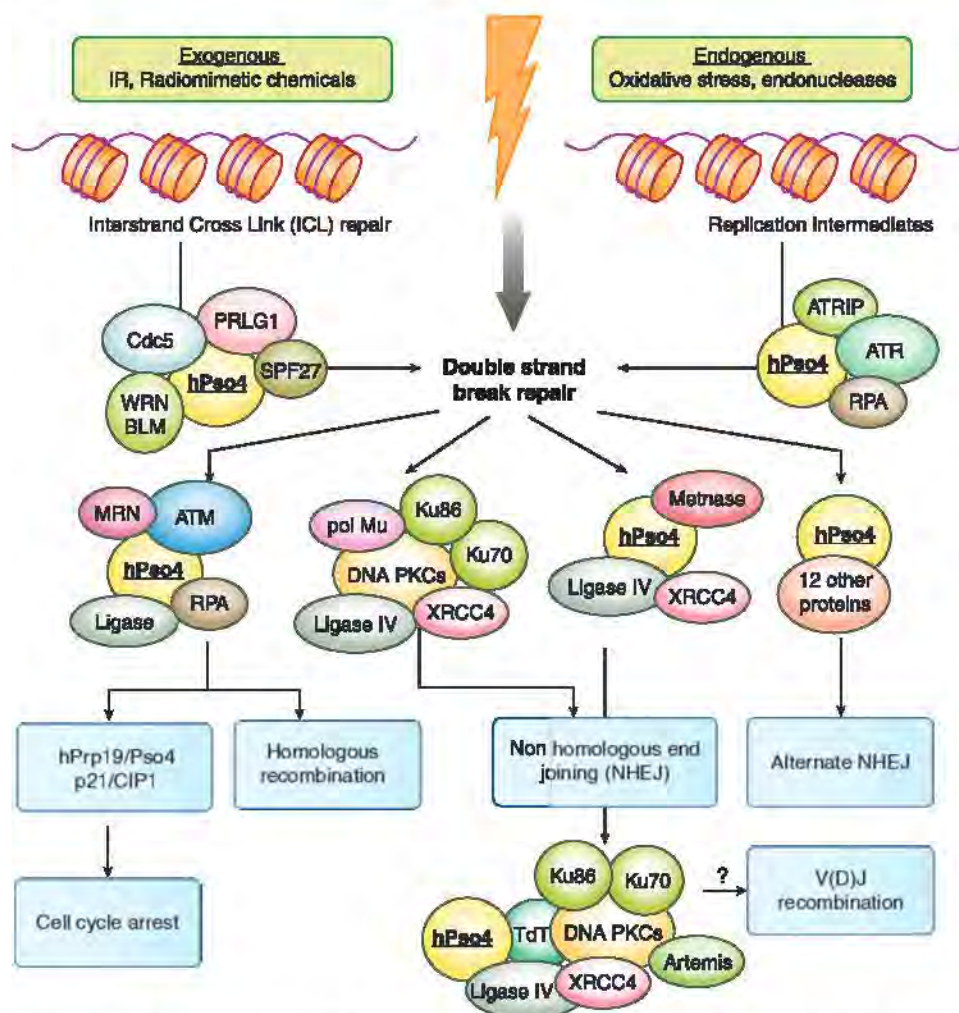 Exogenous
IR, Radiomimetic chemicals
Endogenous
Oxidative stress, endonucleases
Interstrand Cross Link (ICL) repair
Replication Intermediates
Cdc5
PRLG1
hPso4
SPF27
WRN
BLM
ATRIP
hPso4
ATR
RPA
Double strand
break repair
MRN
ATM
hPso4
RPA
Ligase
pol Mu
Ku86
Ku70
DNA PKCs
Ligase IV
XRCC4
Metnase
hPso4
Ligase IV
XRCC4
hPso4
12 other
proteins
hPrp19/Pso4
p21/CIP1
Homologous
recombination
Non homologous end
joining (NHEJ)
Alternate NHEJ
Cell cycle arrest
Ku86
Ku70
?
V(D)J
recombination
hPso4
TdT
DNA PKCs
Artemis
Ligase IV
XRCC4